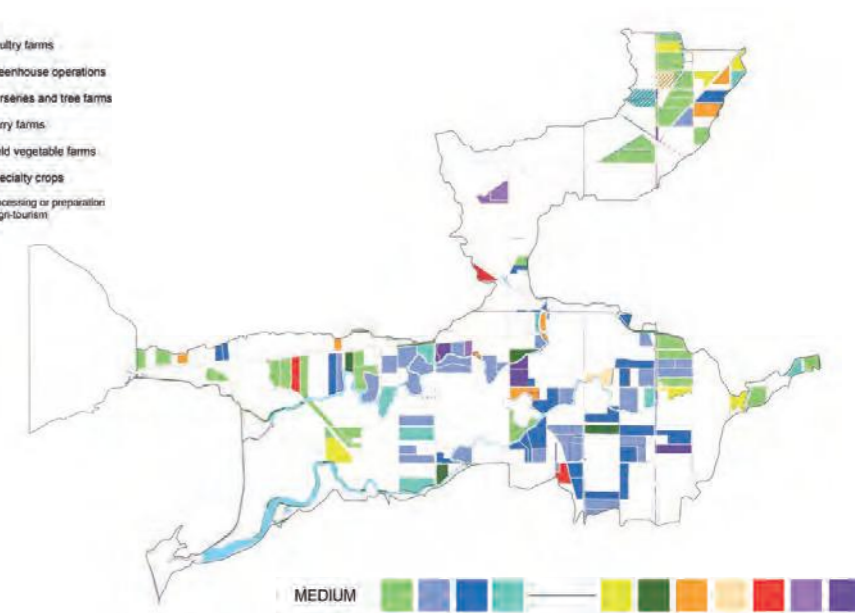 ultry farms
eenhouse operations
rseries and tree farms
rry farms
ld vegetable farms
ecialty crops
cessing or preparation
gri-tourism
MEDIUM